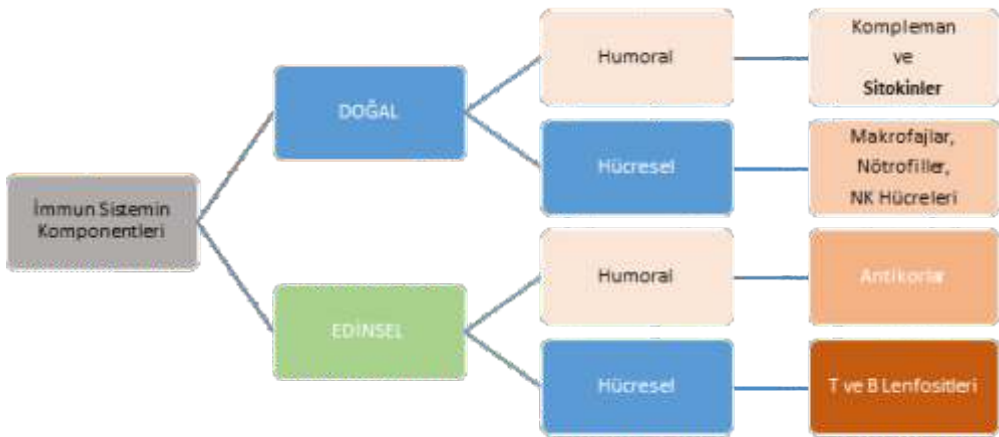 İmmun Sistemin
Komponentleri
DOĞAL
Humoral
Kompleman
ve
Sitokinler
Hücresel
Makrofajlar,
Nötrofiller,
NK Hücreleri
EDİNSEL
Humoral
Antikorlar
Hücresel
T ve B Lenfositleri